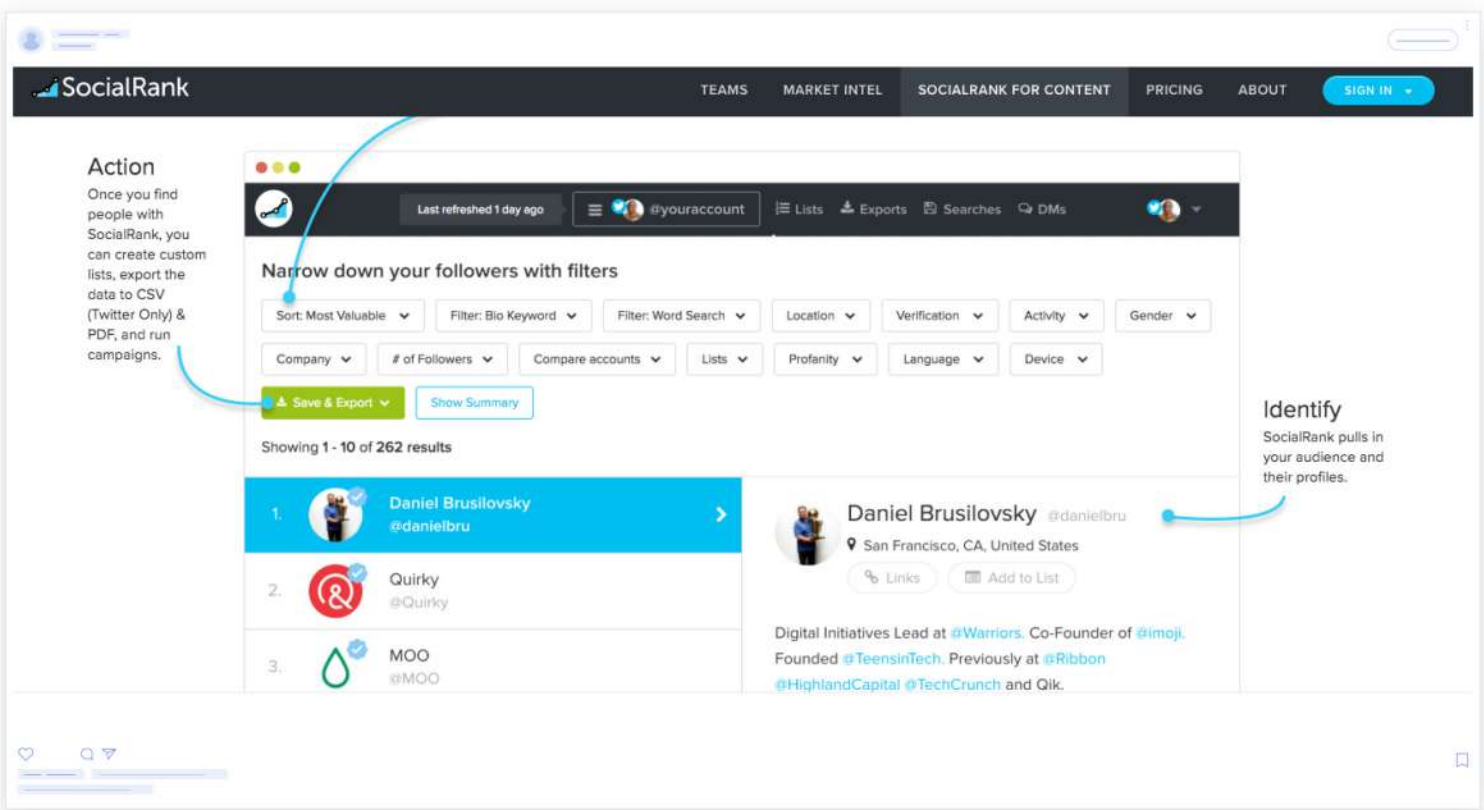 SocialRank
TEAMS MARKET INTEL SOCIALRANK FOR CONTENT PRICING ABOUT SIGN IN
Action
Once you find
people with
SocialRank, you
can create custom
lists, export the
data to CSV
(Twitter Only) &
PDF, and run
campaigns.
Last refreshed 1 day ago @youraccount Lists Exports Searches DMs
Narrow down your followers with filters
Sort: Most Valuable Filter: Bio Keyword Filter: Word Search Location Verification Activity Gender
Company # of Followers Compare accounts Lists Profanity Language Device
Save & Export Show Summary
Showing 1 - 10 of 262 results
1. Daniel Brusilovsky
@danielbru
2. Quirky
@Quirky
3. MOO
@MOO
Daniel Brusilovsky @danielbru
San Francisco, CA, United States
Links Add to List
Digital Initiatives Lead at @Warriors. Co-Founder of @imoji.
Founded @TeensinTech. Previously at @Ribbon
@HighlandCapital @TechCrunch and Qik.
Identify
SocialRank pulls in
your audience and
their profiles.